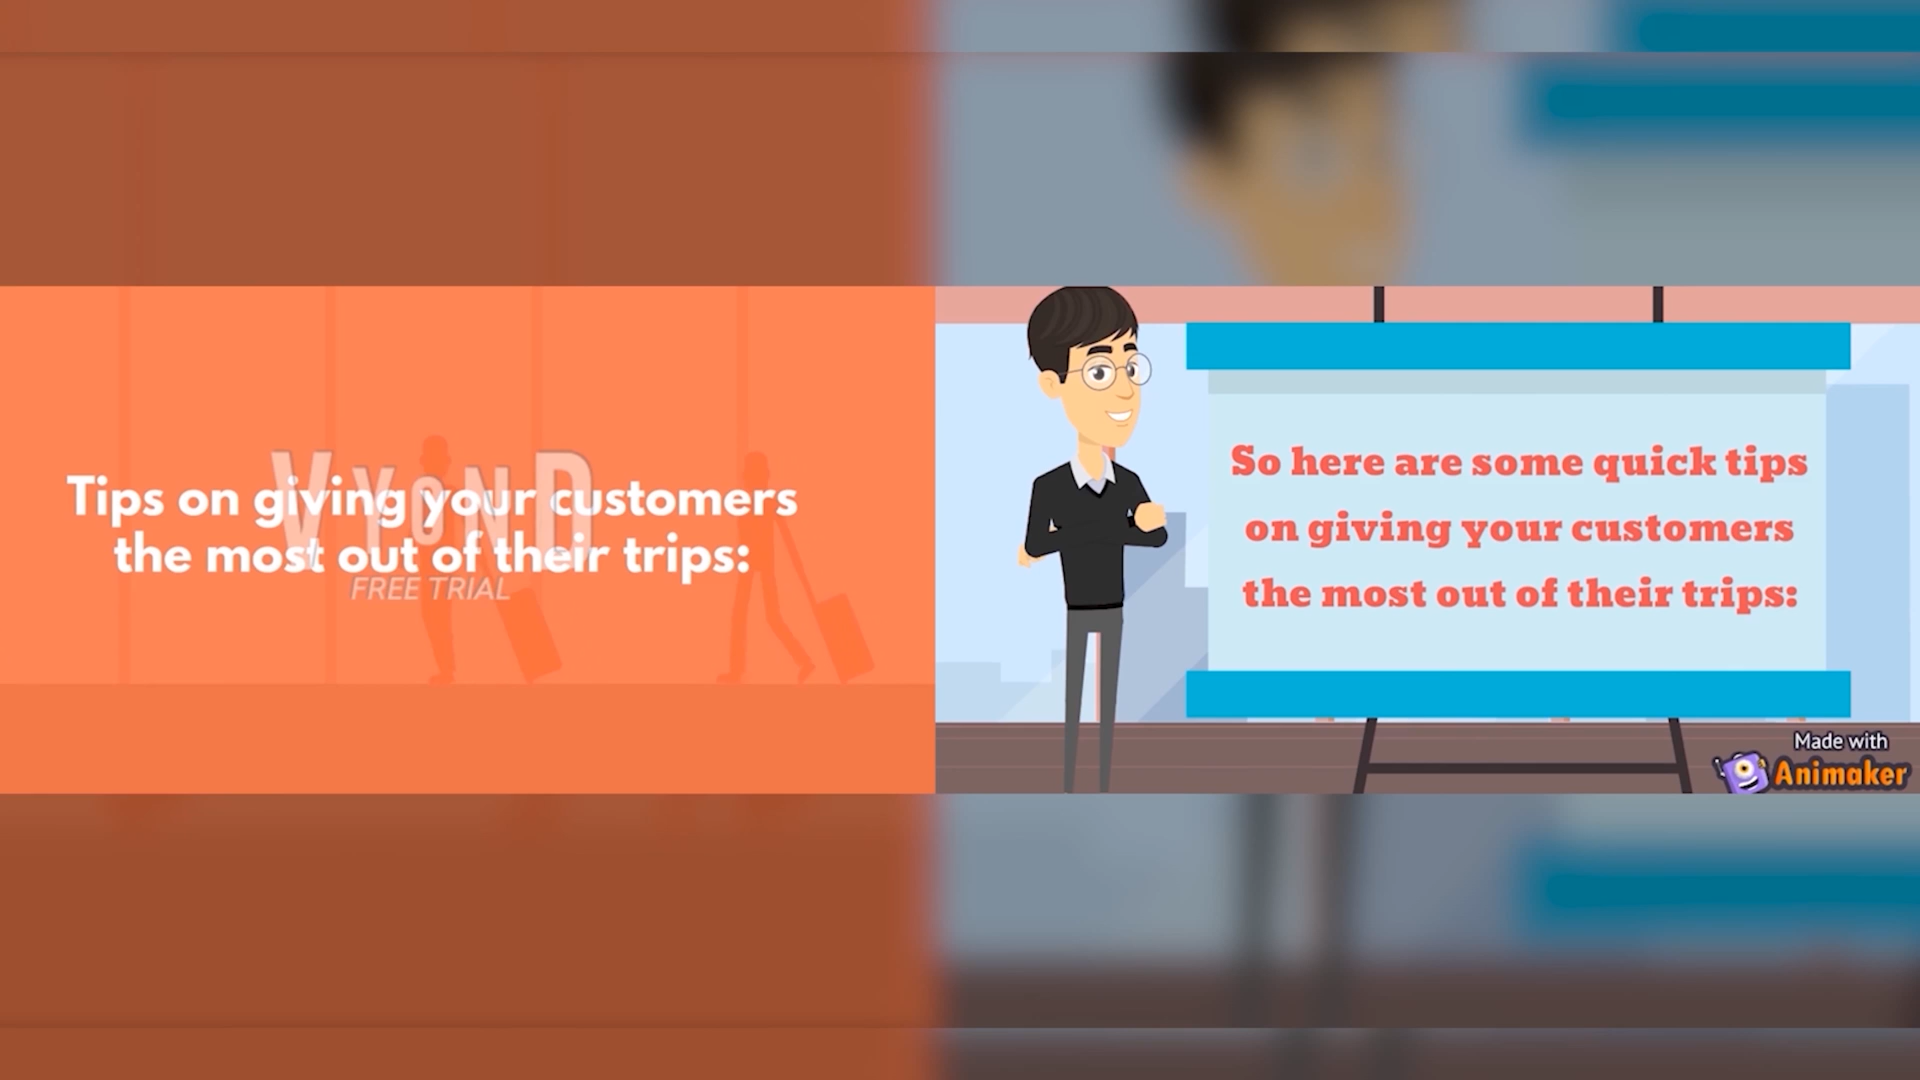 Tips on giving your customers
the most out of their trips:
VYOND
FREE TRIAL
So here are some quick tips
on giving your customers
the most out of their trips:
Made with
Animaker